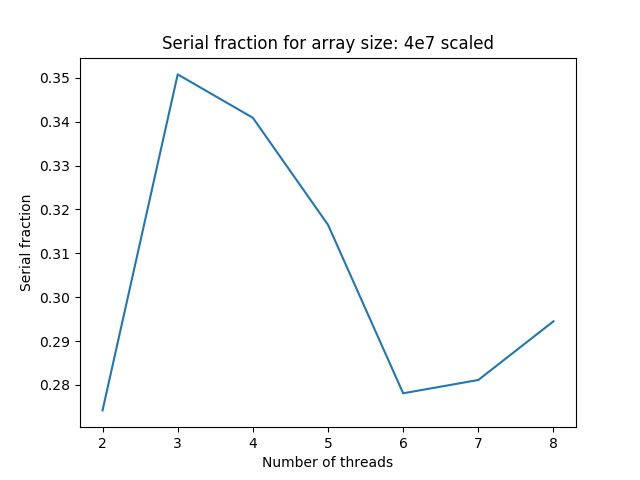 Serial fraction for array size: 4e7 scaled
0.35
0.34
0.33
0.32
0.31
0.30
0.29
0.28
Serial fraction
2 3 4 5 6 7 8
Number of threads